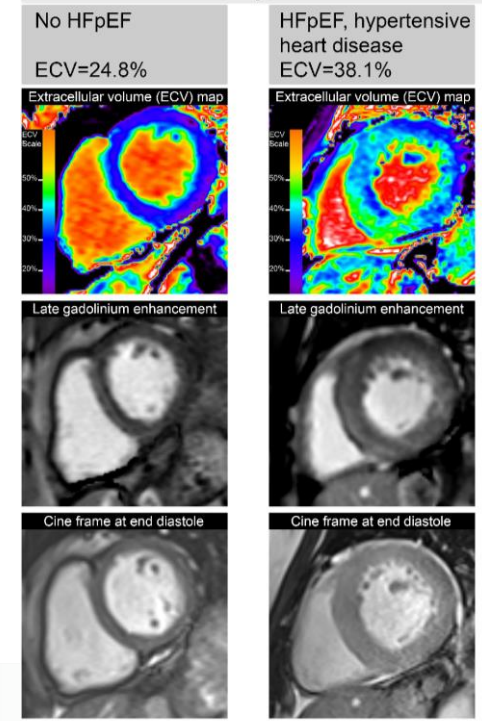 No HFpEF
ECV=24.8%
HFpEF, hypertensive
heart disease
ECV=38.1%
Extracellular volume (ECV) map
Extracellular volume (ECV) map
ECV
Scale
50%
40%
30%
20%
ECV
Scale
50%
40%
30%
20%
Late gadolinium enhancement
Late gadolinium enhancement
Cine frame at end diastole
Cine frame at end diastole